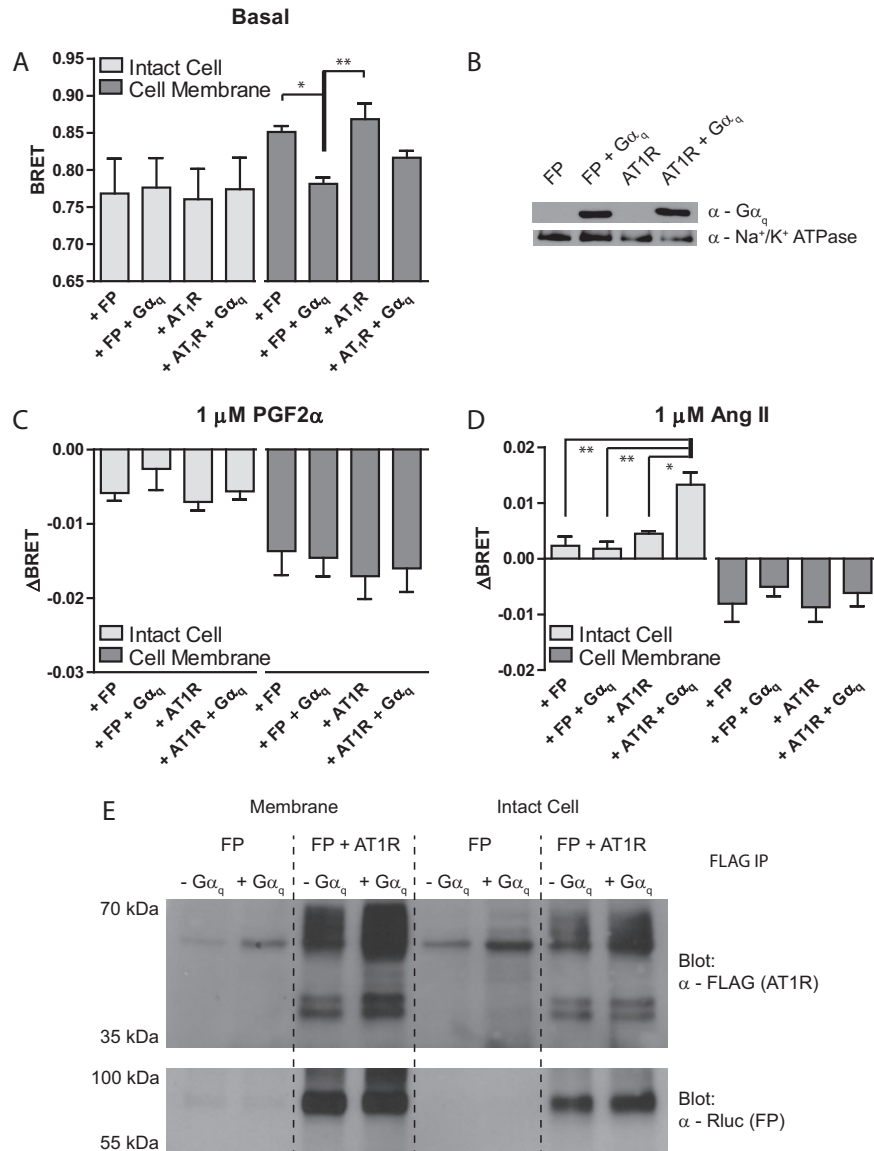 Basal
A
Intact Cell
Cell Membrane
*
**
BRET
0.95
0.90
0.85
0.80
0.75
0.70
0.65
+ FP
+ FP + Gαq
+ AT1R
+ AT1R + Gαq
+ FP
+ FP + Gαq
+ AT1R
+ AT1R + Gαq
B
FP
FP + Gαq
AT1R
AT1R + Gαq
α - Gαq
α - Na+/K+ ATPase
C
1 μM PGF2α
ΔBRET
0.00
-0.01
-0.02
-0.03
Intact Cell
Cell Membrane
+ FP
+ FP + Gαq
+ AT1R
+ AT1R + Gαq
+ FP
+ FP + Gαq
+ AT1R
+ AT1R + Gαq
D
1 μM Ang II
ΔBRET
0.02
0.01
0.00
-0.01
-0.02
**
**
*
Intact Cell
Cell Membrane
+ FP
+ FP + Gαq
+ AT1R
+ AT1R + Gαq
+ FP
+ FP + Gαq
+ AT1R
+ AT1R + Gαq
E
Membrane
Intact Cell
FP
FP + AT1R
FP
FP + AT1R
FLAG IP
- Gαq + Gαq - Gαq + Gαq - Gαq + Gαq - Gαq + Gαq
70 kDa
35 kDa
Blot:
α - FLAG (AT1R)
100 kDa
55 kDa
Blot:
α - Rluc (FP)